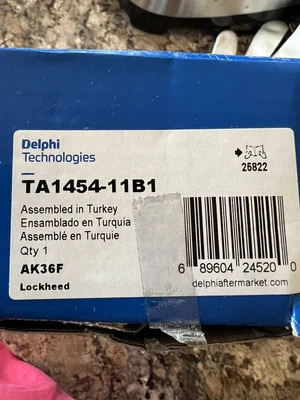 Delphi
Technologies
25822
TA1454-11B1
Assembled in Turkey
Ensamblado en Turquía
Assemblé en Turquie
Qty 1
AK36F
Lockheed
6 89604 24520 0
delphiaftermarket.com